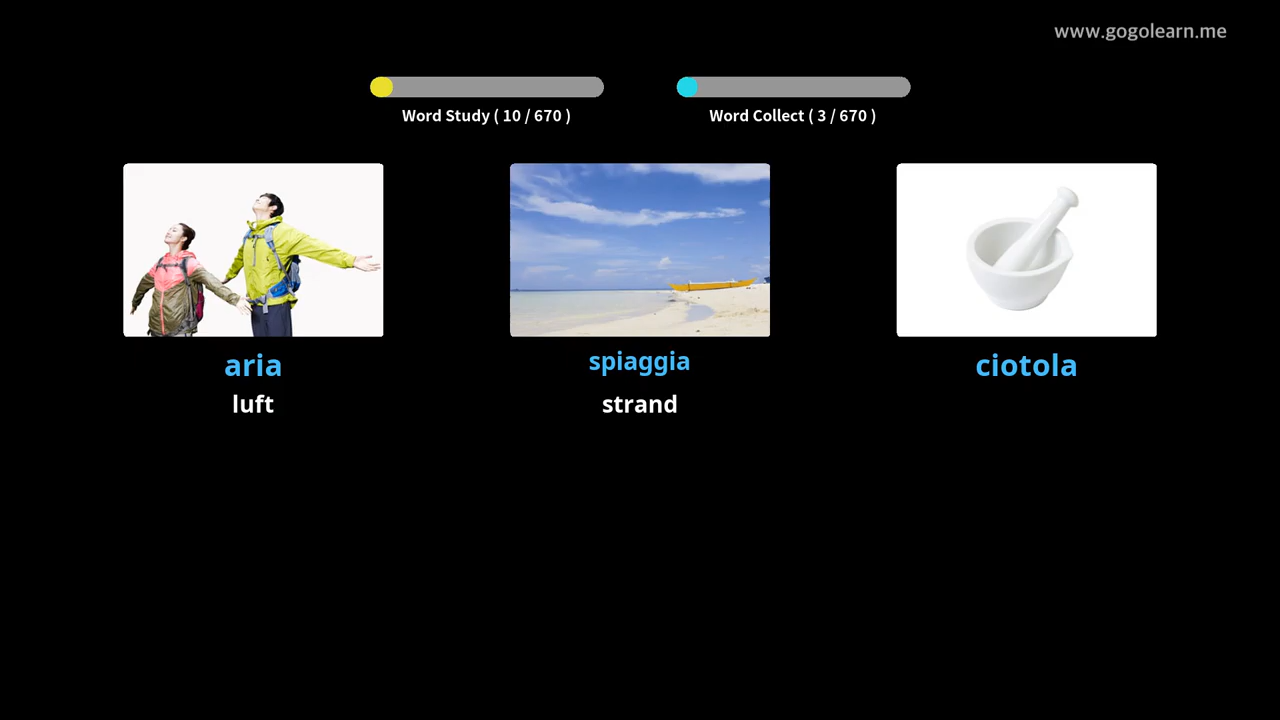 www.gogolearn.me
Word Study ( 10 / 670 )
Word Collect ( 3 / 670 )
aria
spiaggia
ciotola
luft
strand